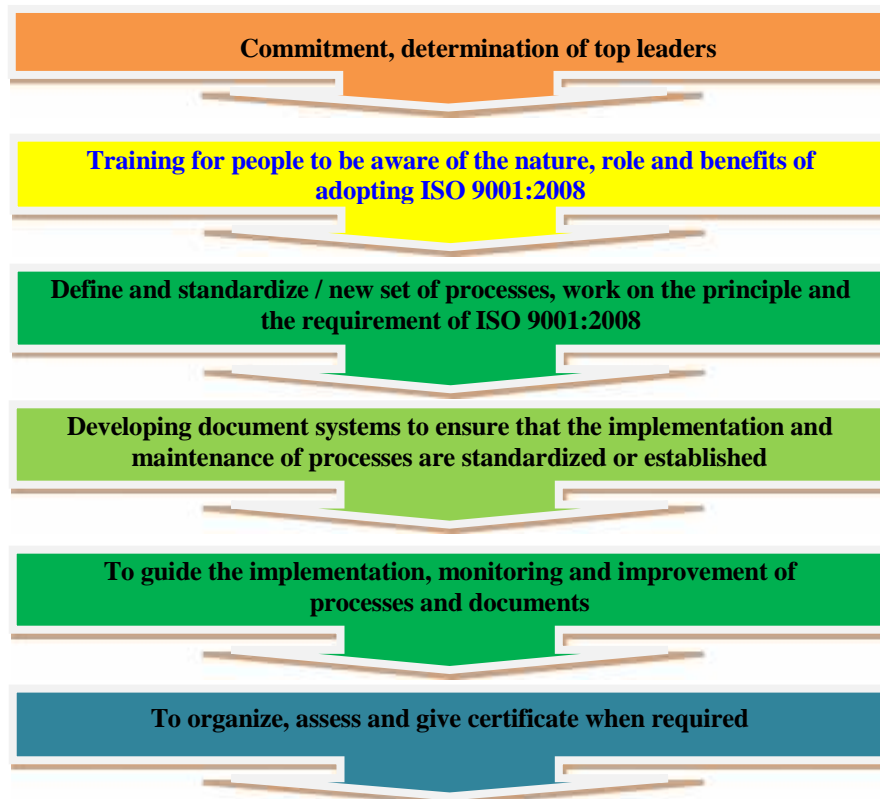 Commitment, determination of top leaders
Training for people to be aware of the nature, role and benefits of
adopting ISO 9001:2008
Define and standardize / new set of processes, work on the principle and
the requirement of ISO 9001:2008
Developing document systems to ensure that the implementation and
maintenance of processes are standardized or established
To guide the implementation, monitoring and improvement of
processes and documents
To organize, assess and give certificate when required